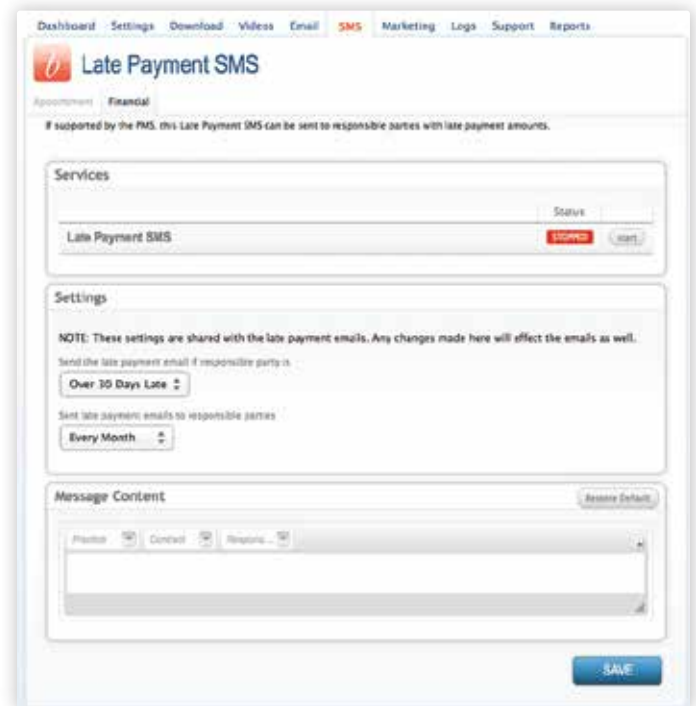 Dashboard Settings Download Videos Email SMS Marketing Logs Support Reports
b Late Payment SMS
Appointment Financial
If supported by the PMS, this Late Payment SMS can be sent to responsible parties with late payment amounts.
Services
Status
Late Payment SMS STOPPED start
Settings
NOTE: These settings are shared with the late payment emails. Any changes made here will effect the emails as well.
Send the late payment email if responsible party is
Over 30 Days Late
Sent late payment emails to responsible parties
Every Month
Message Content Restore Default
Practice Contact Respons...
SAVE